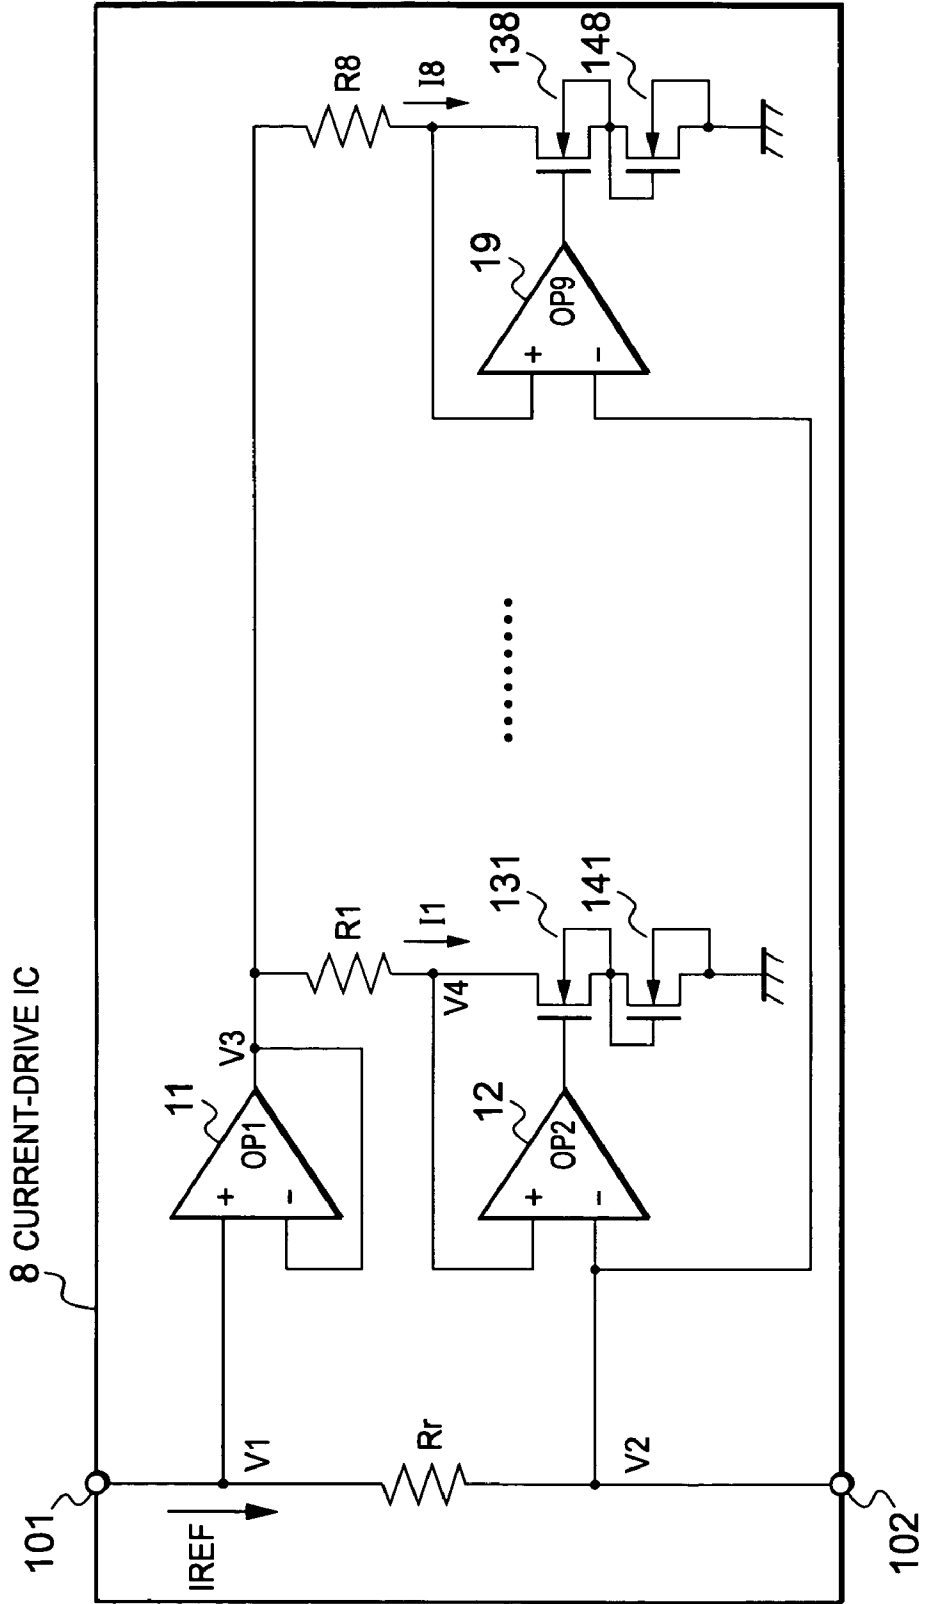 8 CURRENT-DRIVE IC
101
IREF
V1
Rr
V2
102
11
OP1
+
-
V3
R1
I1
V4
12
OP2
+
-
131
141
........
R8
I8
19
OP9
+
-
138
148